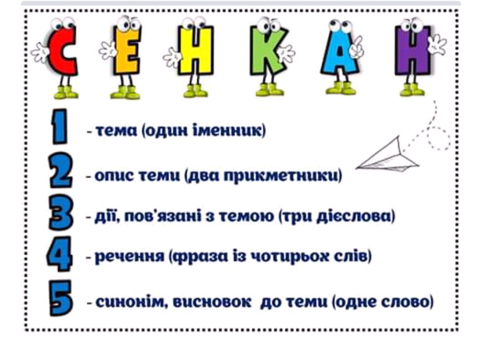 СЕНКАН
1 - тема (один іменник)
2 - опис теми (два прикметники)
3 - дії, пов'язані з темою (три дієслова)
4 - речення (фраза із чотирьох слів)
5 - синонім, висновок до теми (одне слово)